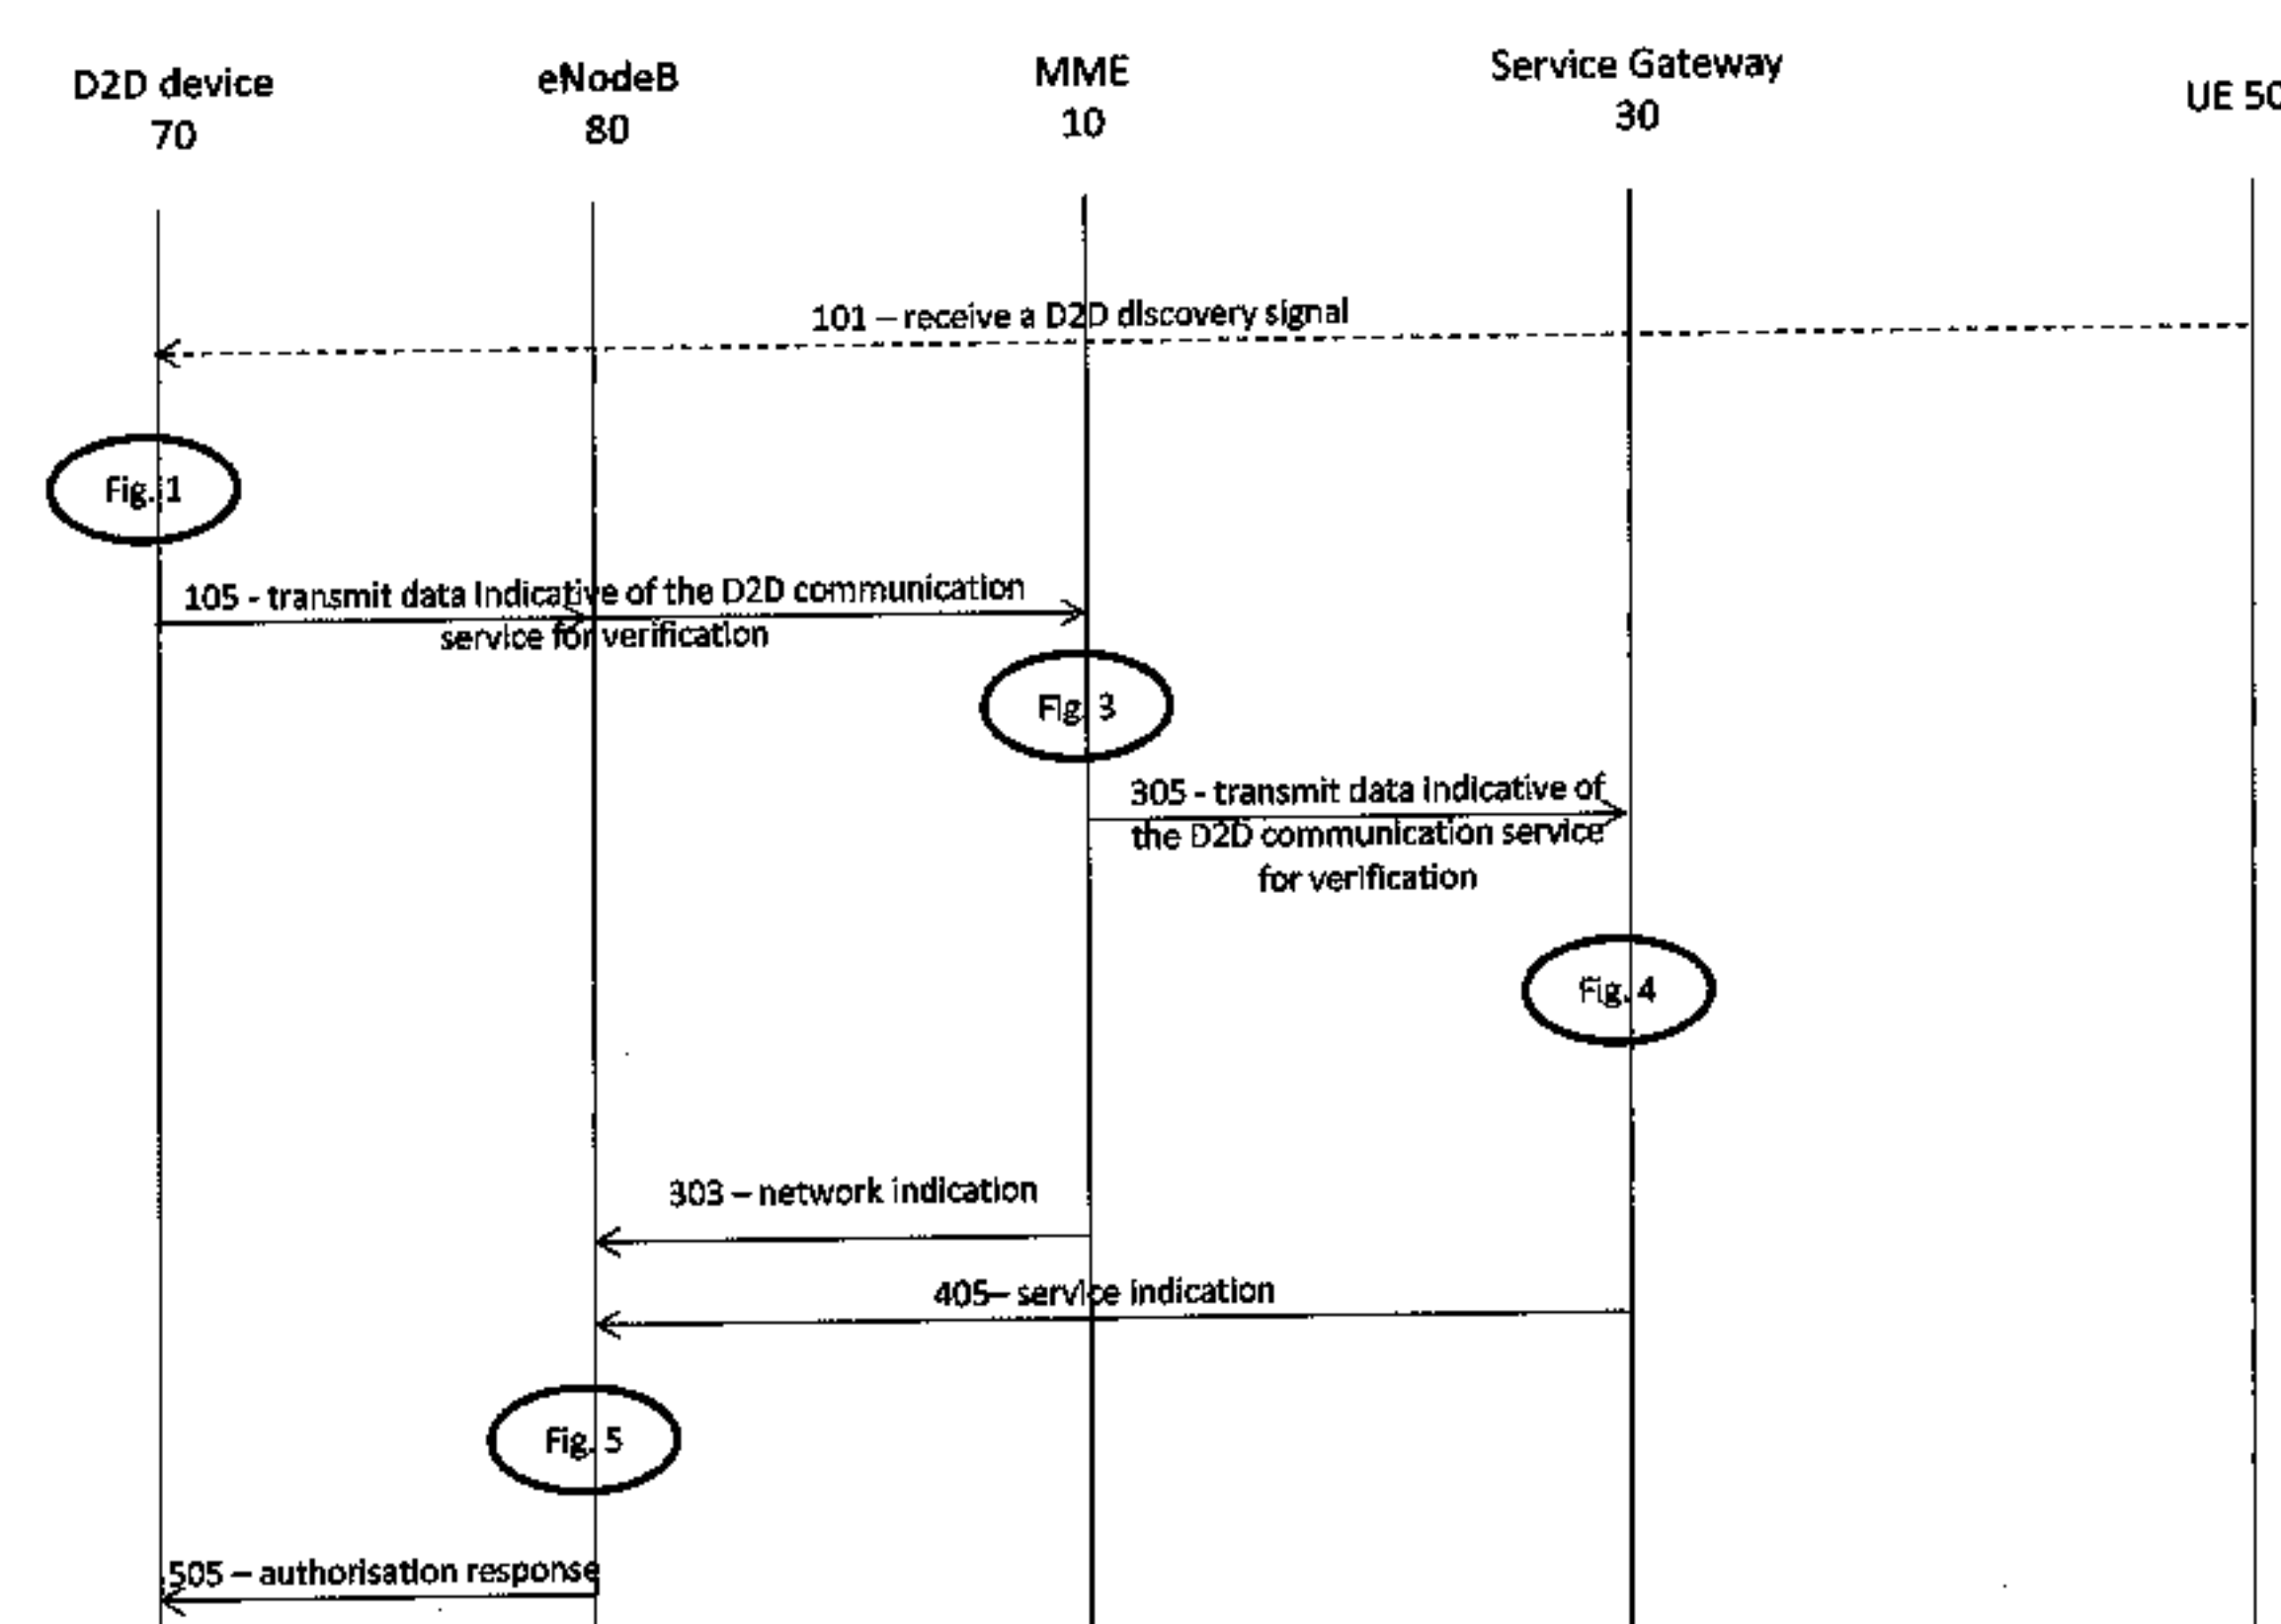 D2D device
70
eNodeB
80
MME
10
Service Gateway
30
UE 50
101 – receive a D2D discovery signal
Fig. 1
105 - transmit data indicative of the D2D communication
service for verification
Fig. 3
305 - transmit data indicative of
the D2D communication service
for verification
Fig. 4
303 – network indication
405– service indication
Fig. 5
505 – authorisation response